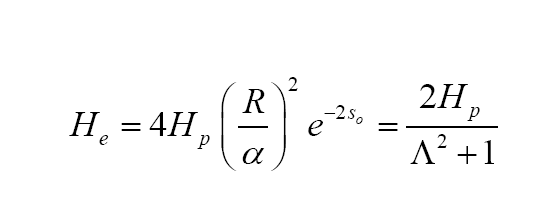 H_e = 4H_p (R/α)^2 e^{-2s_o} = 2H_p / (Λ^2 + 1)